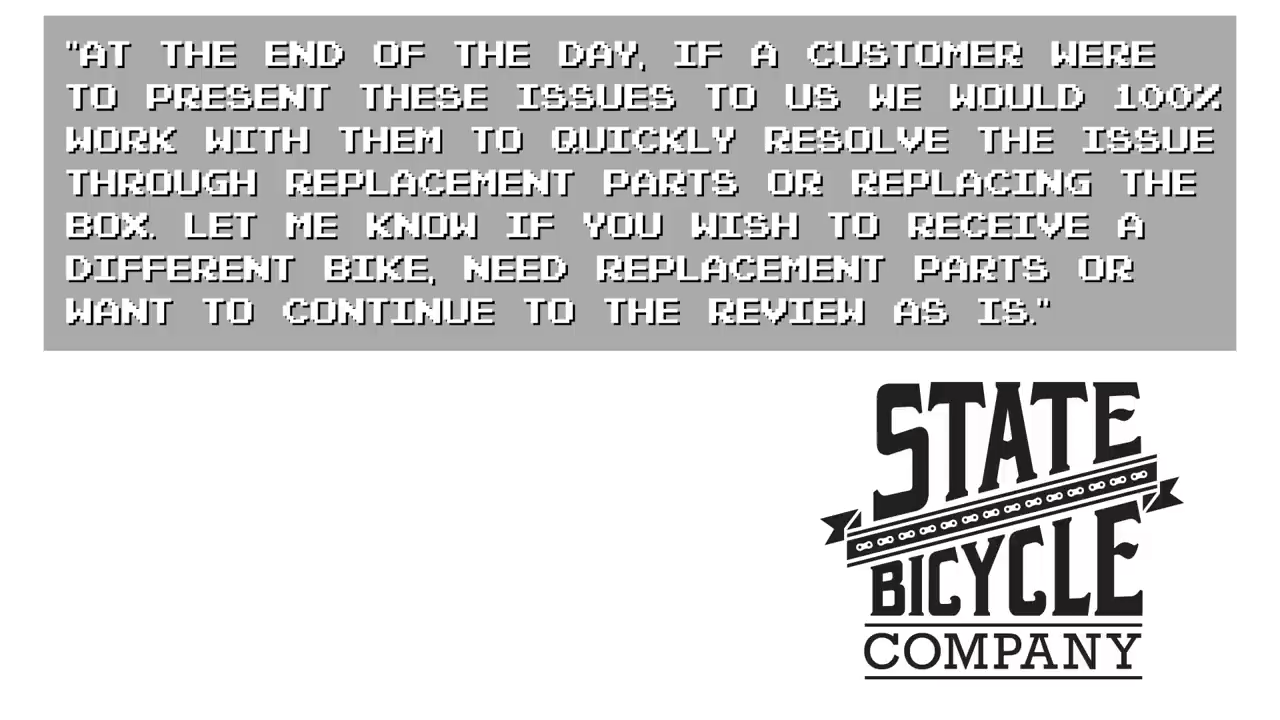 "AT THE END OF THE DAY, IF A CUSTOMER WERE
TO PRESENT THESE ISSUES TO US WE WOULD 100%
WORK WITH THEM TO QUICKLY RESOLVE THE ISSUE
THROUGH REPLACEMENT PARTS OR REPLACING THE
BOX. LET ME KNOW IF YOU WISH TO RECEIVE A
DIFFERENT BIKE, NEED REPLACEMENT PARTS OR
WANT TO CONTINUE TO THE REVIEW AS IS."
STATE
BICYCLE
COMPANY